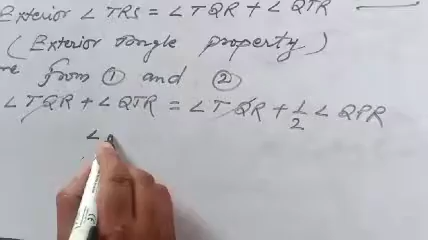 Exterior ∠TRS = ∠TQR + ∠QTR
(Exterior Angle property)
from ① and ②
∠TQR + ∠QTR = ∠TQR + 1/2 ∠QPR
∠